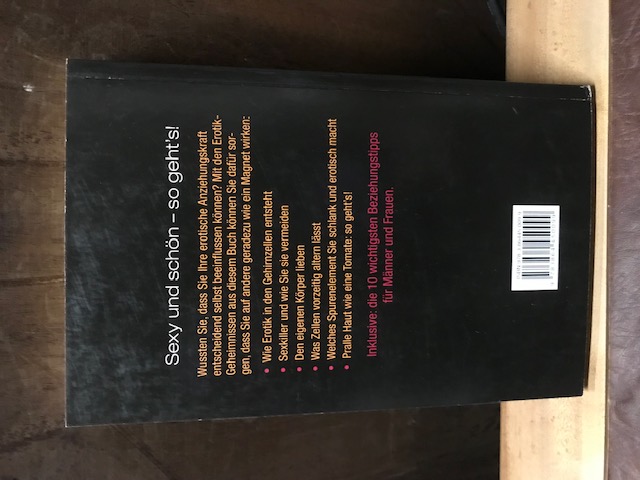 Sexy und schön – so geht's!
Wussten Sie, dass Sie Ihre erotische Anziehungskraft
entscheidend selbst beeinflussen können? Mit den Erotik-
Geheimnissen aus diesem Buch können Sie dafür sor-
gen, dass Sie auf andere geradezu wie ein Magnet wirken:
• Wie Erotik in den Gehirnzellen entsteht
• Sexkiller und wie Sie sie vermeiden
• Den eigenen Körper lieben
• Was Zellen vorzeitig altern lässt
• Welches Spurenelement Sie schlank und erotisch macht
• Pralle Haut wie eine Tomate: so geht's!
Inklusive: die 10 wichtigsten Beziehungstipps
für Männer und Frauen.